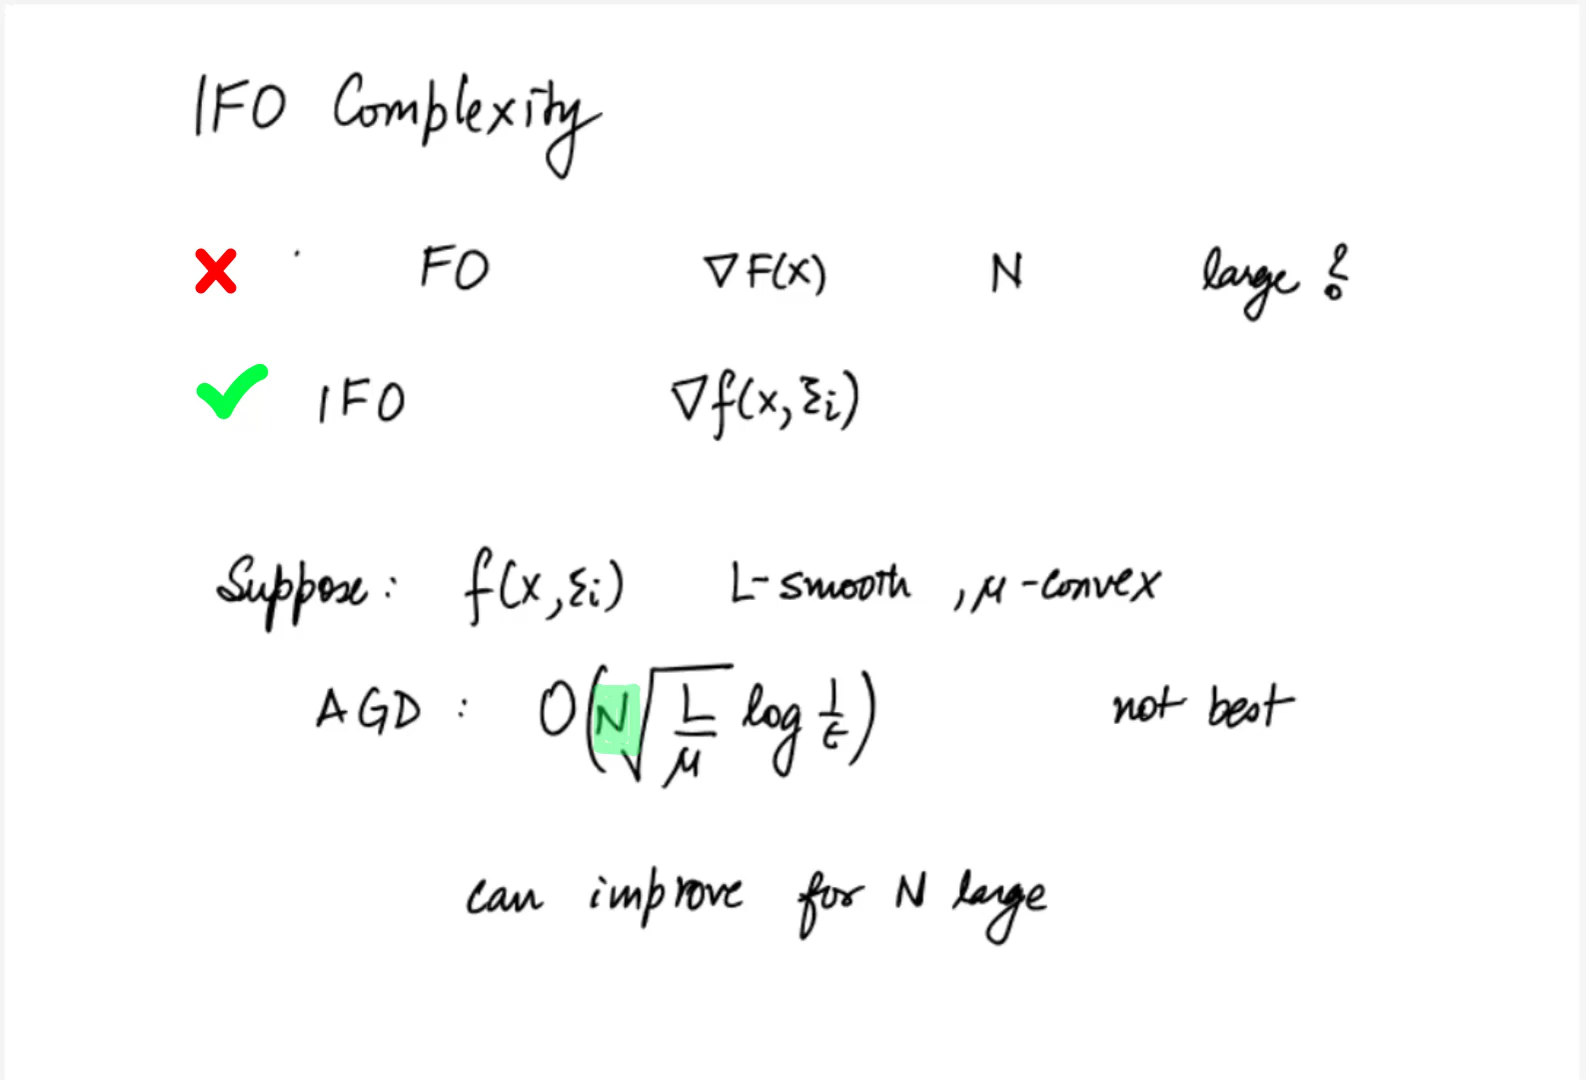 IFO Complexity
FO ∇F(x) N large ?
IFO ∇f(x, ξi)
Suppose: f(x, ξi) L-smooth, μ-convex
AGD: O(N√(L/μ) log 1/ε) not best
can improve for N large